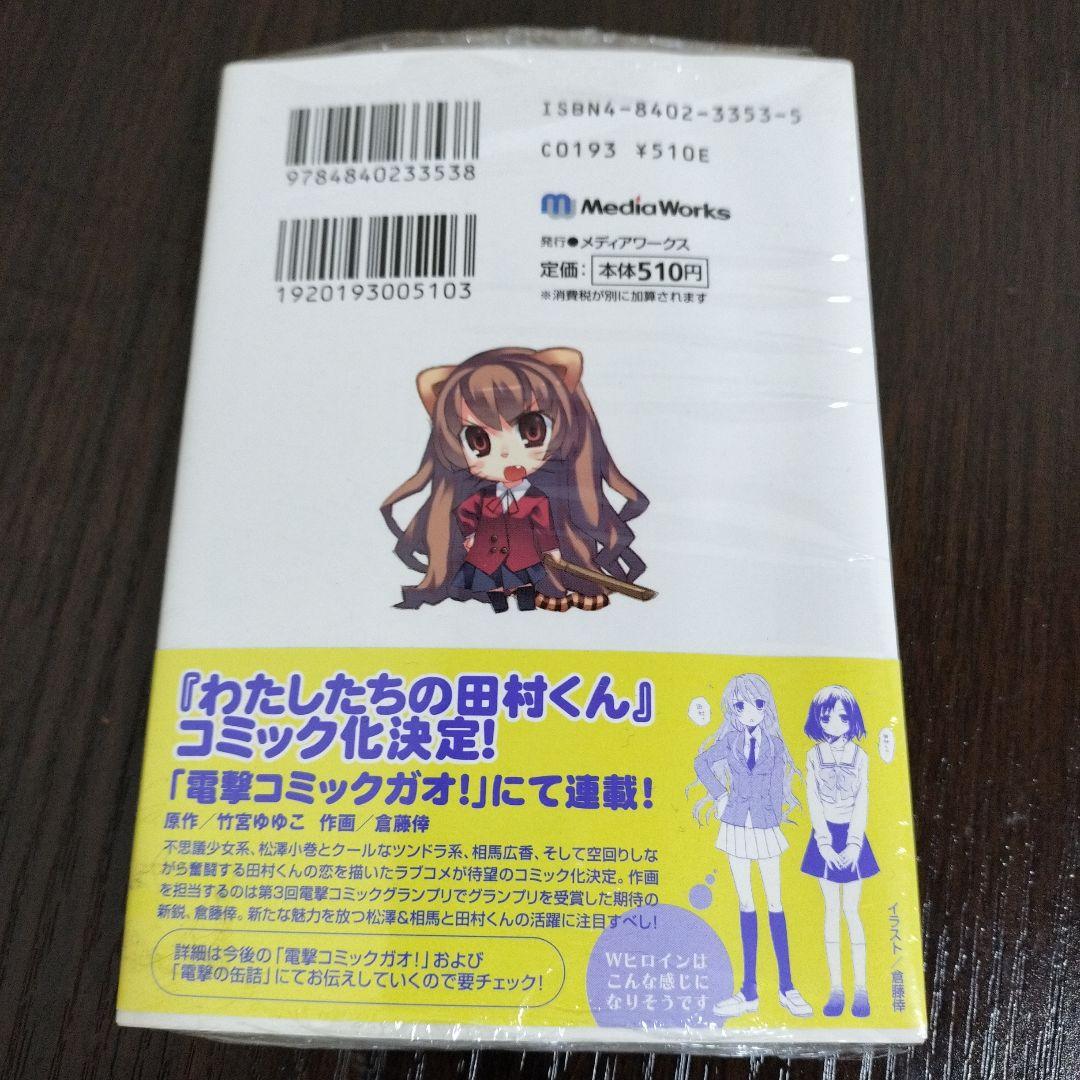 ISBN4-8402-3353-5
9784840233538
C0193 ¥510E
m MediaWorks
発行●メディアワークス
定価：本体510円
※消費税が別に加算されます
1920193005103
『わたしたちの田村くん』
コミック化決定！
「電撃コミックガオ！」にて連載！
原作／竹宮ゆゆこ 作画／倉藤倖
不思議少女系、松澤小巻とクールなツンドラ系、相馬広香、そして空回りしな
がら奮闘する田村くんの恋を描いたラブコメが待望のコミック化決定。作画
を担当するのは第3回電撃コミックグランプリでグランプリを受賞した期待の
新鋭、倉藤倖。新たな魅力を放つ松澤&相馬と田村くんの活躍に注目すべし！
詳細は今後の「電撃コミックガオ！」および
「電撃の缶詰」にてお伝えしていくので要チェック！
Wヒロインは
こんな感じに
なりそうです
イラスト／倉藤倖